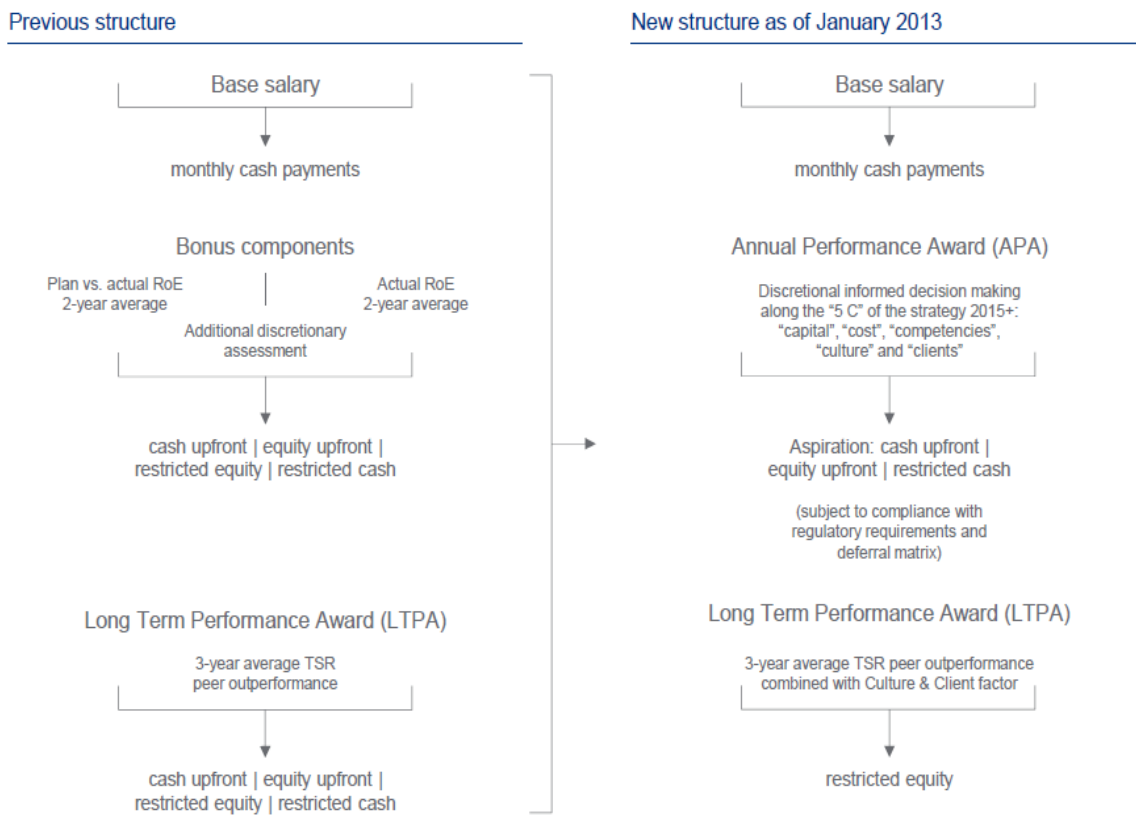 Previous structure
Base salary
monthly cash payments
Bonus components
Plan vs. actual RoE
2-year average
Actual RoE
2-year average
Additional discretionary
assessment
cash upfront | equity upfront |
restricted equity | restricted cash
Long Term Performance Award (LTPA)
3-year average TSR
peer outperformance
cash upfront | equity upfront |
restricted equity | restricted cash
New structure as of January 2013
Base salary
monthly cash payments
Annual Performance Award (APA)
Discretional informed decision making
along the “5 C” of the strategy 2015+:
“capital”, “cost”, “competencies”,
“culture” and “clients”
Aspiration: cash upfront |
equity upfront | restricted cash
(subject to compliance with
regulatory requirements and
deferral matrix)
Long Term Performance Award (LTPA)
3-year average TSR peer outperformance
combined with Culture & Client factor
restricted equity